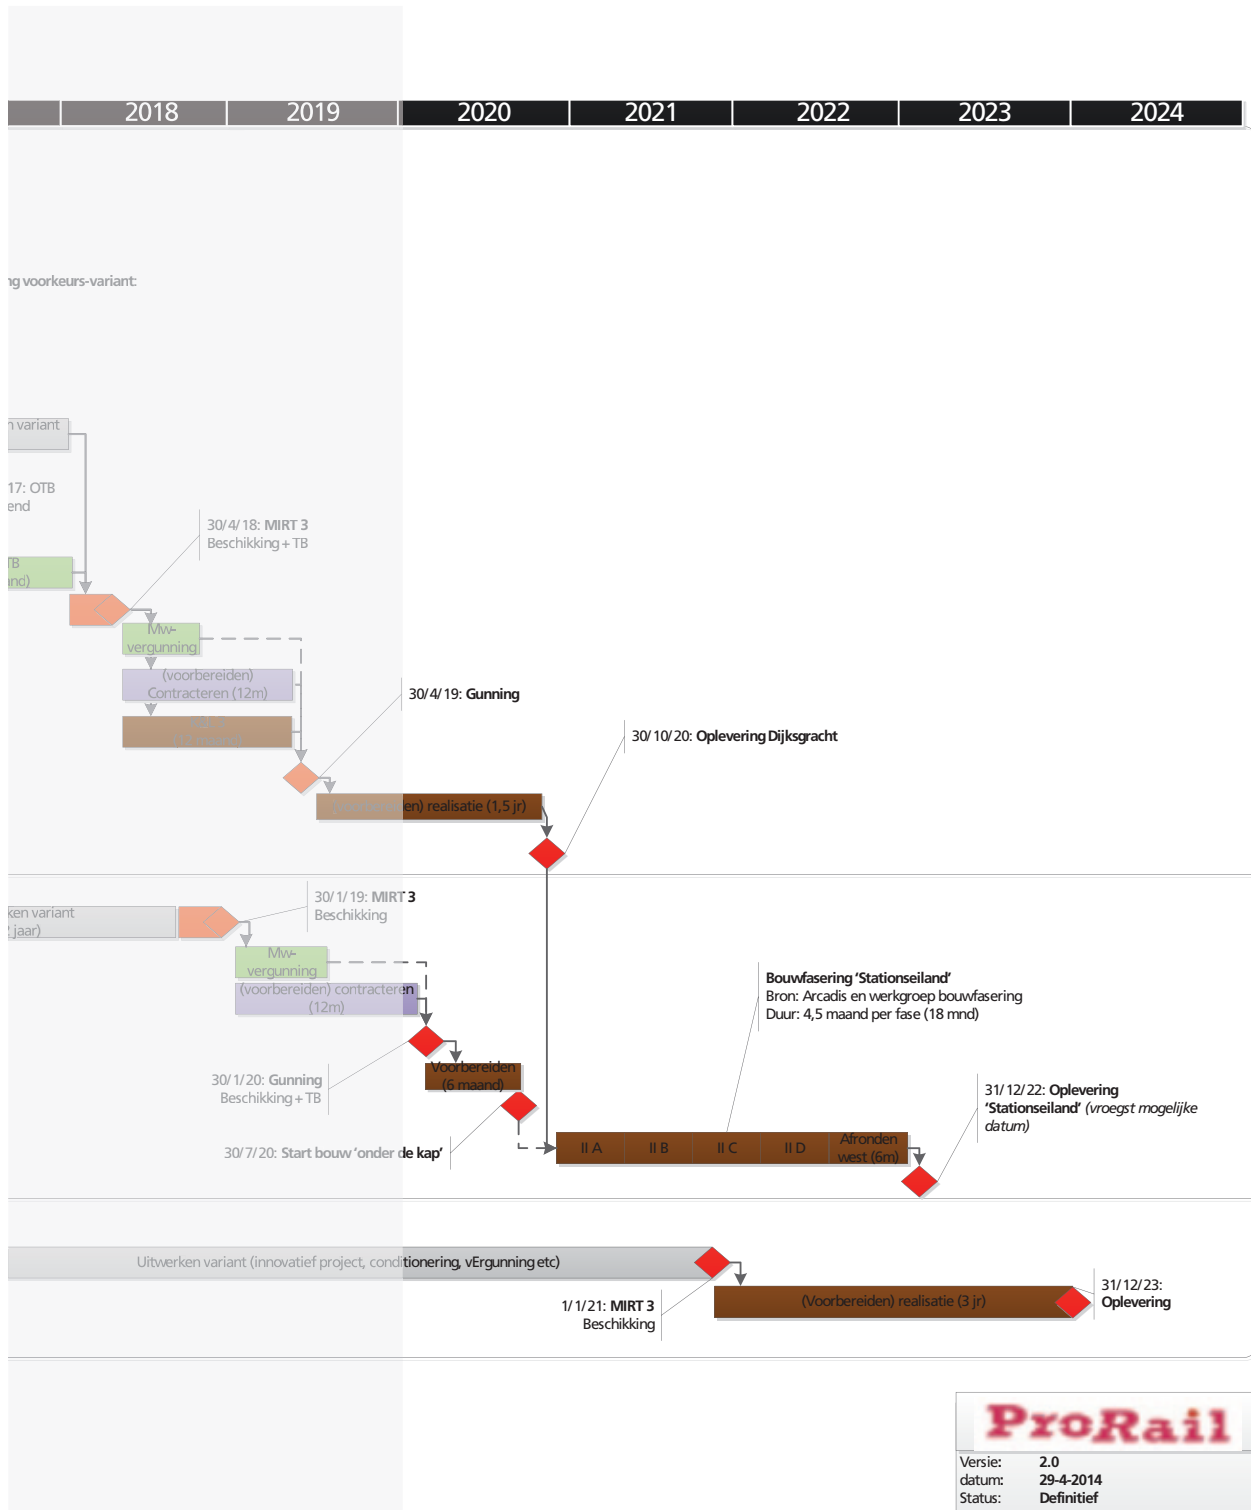 2018 2019 2020 2021 2022 2023 2024
ng voorkeurs-variant:
n variant
17: OTB
end
30/4/18: MIRT 3
Beschikking + TB
TB
and)
Mw-
vergunning
(voorbereiden)
Contracteren (12m)
30/4/19: Gunning
30/10/20: Oplevering Dijksgracht
en) realisatie (1,5 jr)
30/1/19: MIRT 3
Beschikking
ken variant
2 jaar)
Mw-
vergunning
(voorbereiden) contracteren
(12m)
Bouwfasering ‘Stationseiland’
Bron: Arcadis en werkgroep bouwfasering
Duur: 4,5 maand per fase (18 mnd)
30/1/20: Gunning
Beschikking + TB
Voorbereiden
(6 maand)
31/12/22: Oplevering
‘Stationseiland’ (vroegst mogelijke
datum)
30/7/20: Start bouw ‘onder de kap’
II A II B II C II D Afronden
west (6m)
Uitwerken variant (innovatief project, conditionering, vErgunning etc)
1/1/21: MIRT 3
Beschikking
(Voorbereiden) realisatie (3 jr)
31/12/23:
Oplevering
ProRail
Versie: 2.0
datum: 29-4-2014
Status: Definitief